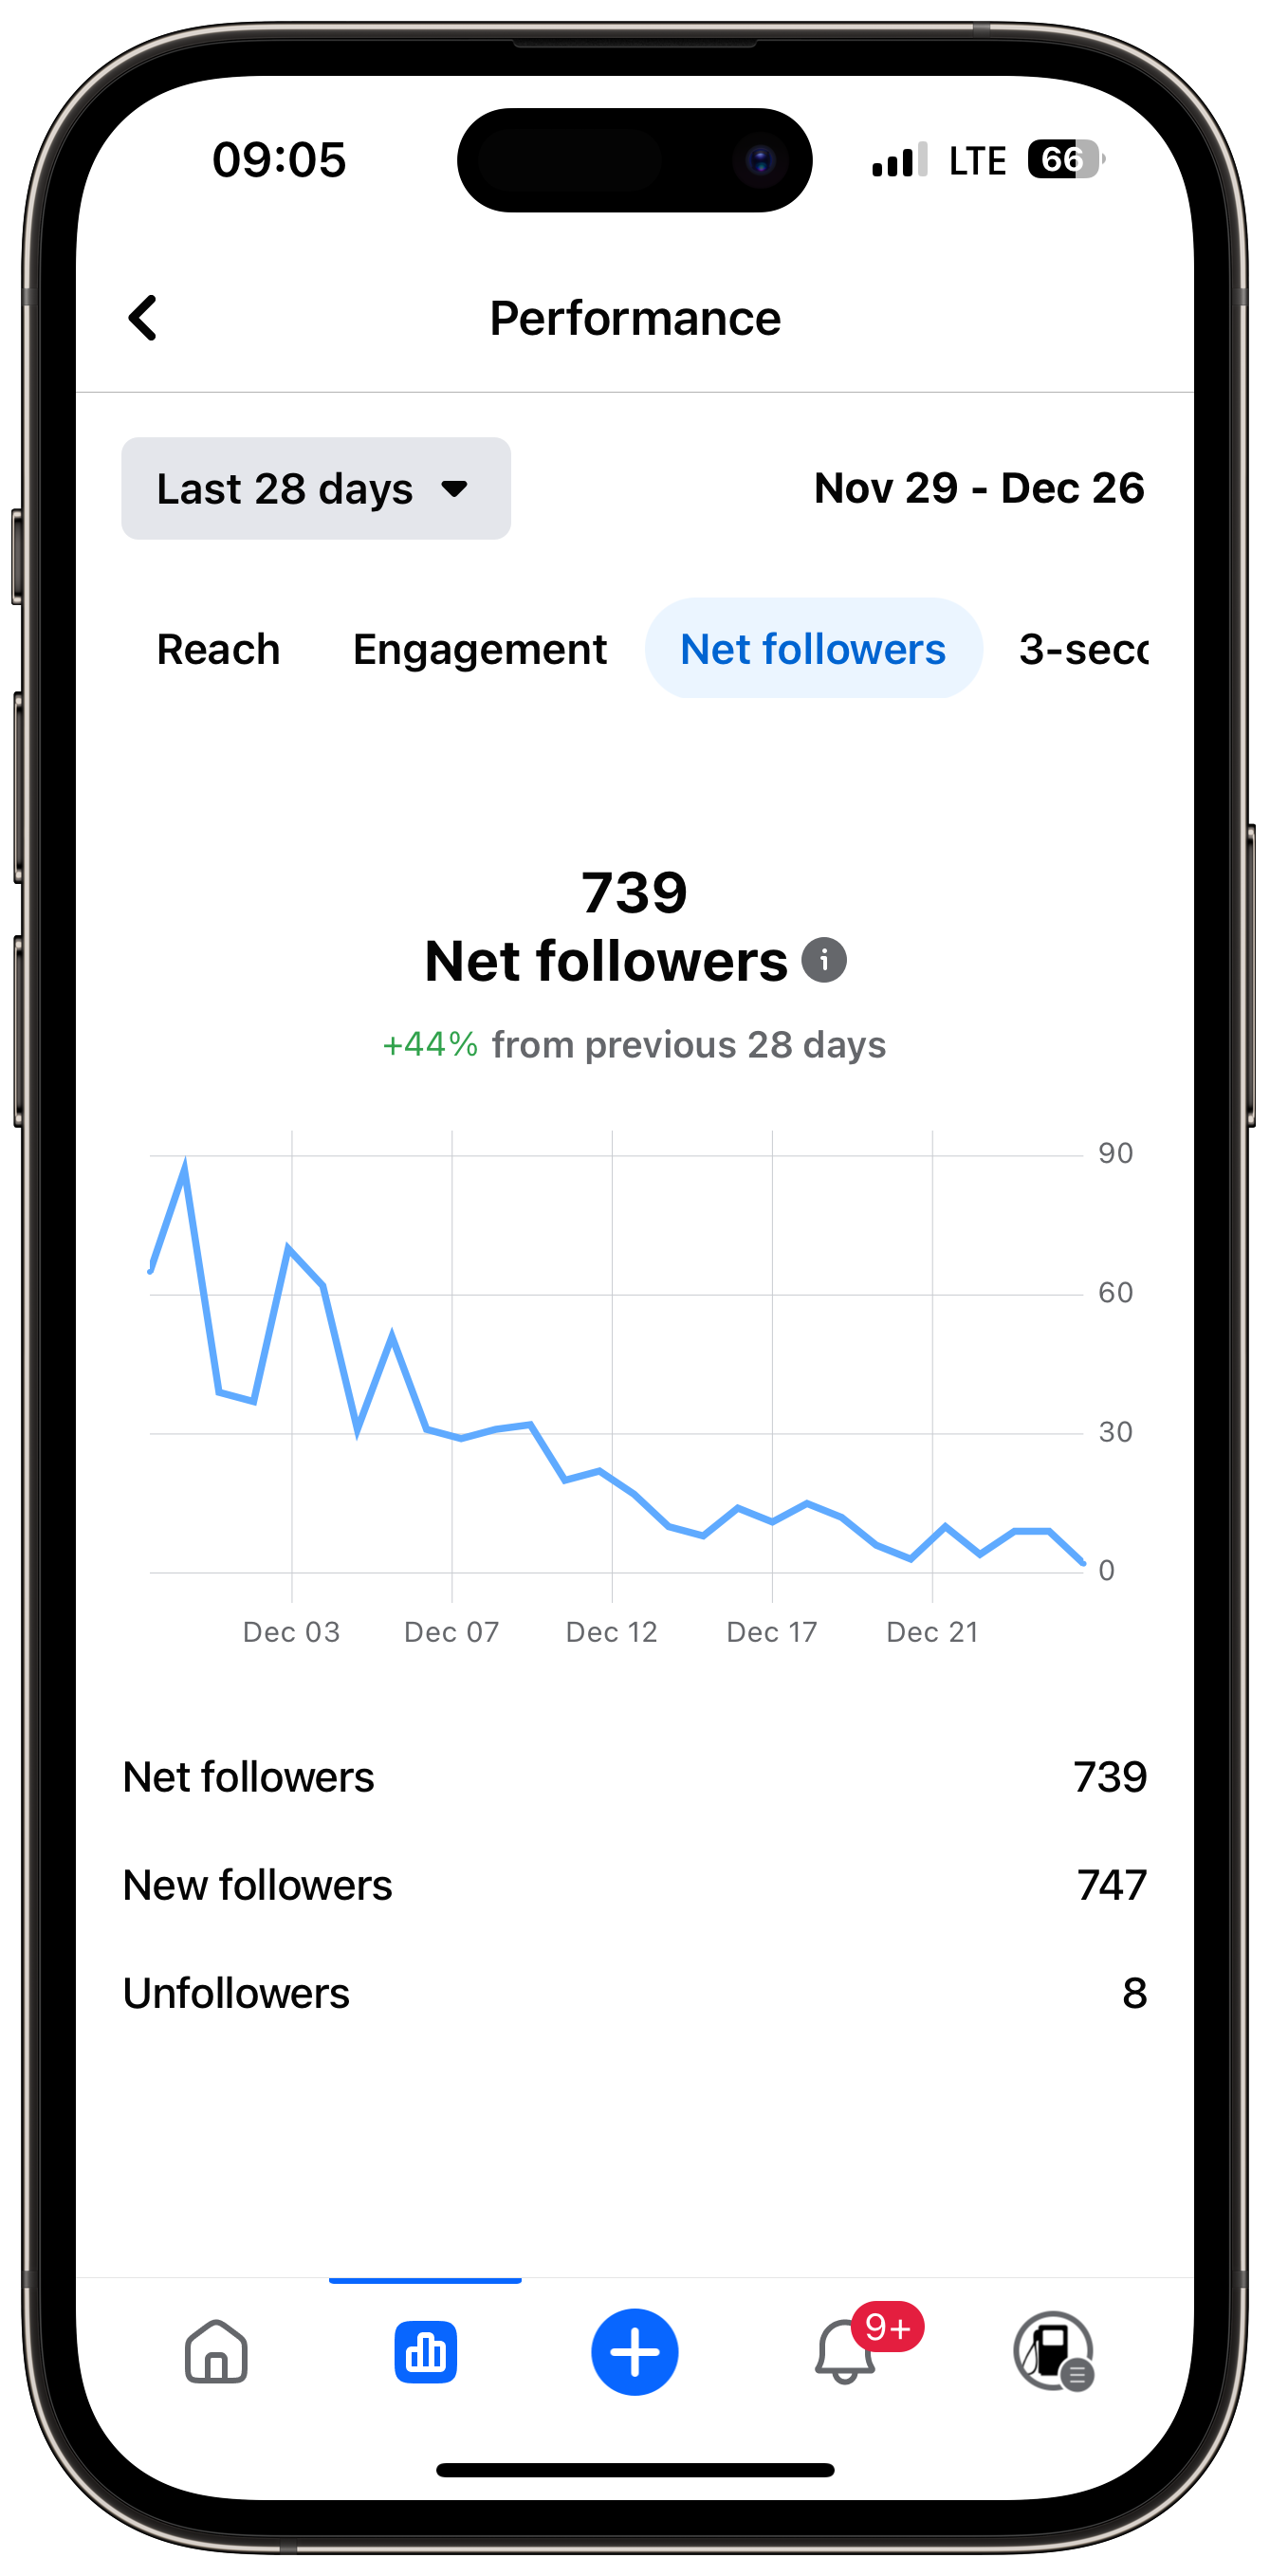 09:05 LTE 66
Performance
Last 28 days Nov 29 - Dec 26
Reach Engagement Net followers 3-sec
739
Net followers
+44% from previous 28 days
90
60
30
0
Dec 03 Dec 07 Dec 12 Dec 17 Dec 21
Net followers 739
New followers 747
Unfollowers 8
9+